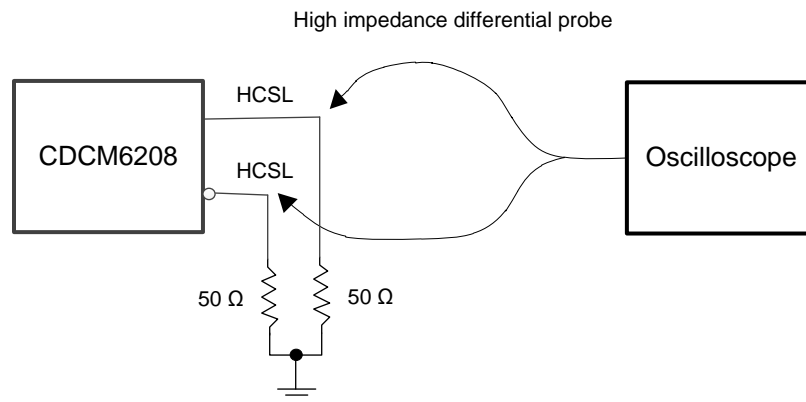 High impedance differential probe
HCSL
CDCM6208
HCSL
Oscilloscope
50 Ω
50 Ω